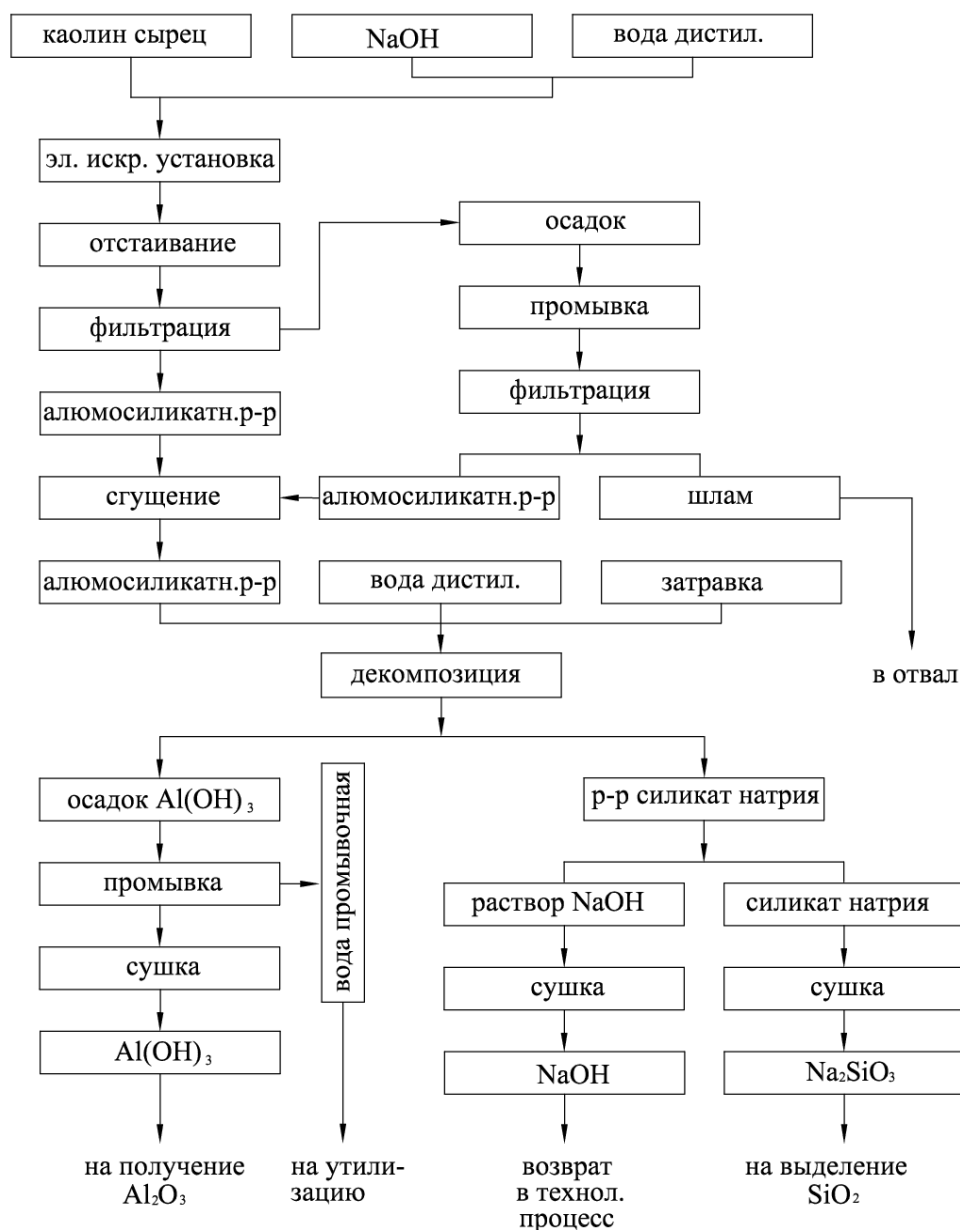 каолин сырец
NaOH
вода дистил.
эл. искр. установка
отстаивание
осадок
фильтрация
промывка
алюмосиликатн.р-р
фильтрация
сгущение
алюмосиликатн.р-р
шлам
алюмосиликатн.р-р
вода дистил.
затравка
декомпозиция
в отвал
осадок Al(OH)₃
вода промывочная
р-р силикат натрия
промывка
раствор NaOH
силикат натрия
сушка
сушка
сушка
Al(OH)₃
NaOH
Na₂SiO₃
на получение
Al₂O₃
на утили-
зацию
возврат
в технол.
процесс
на выделение
SiO₂